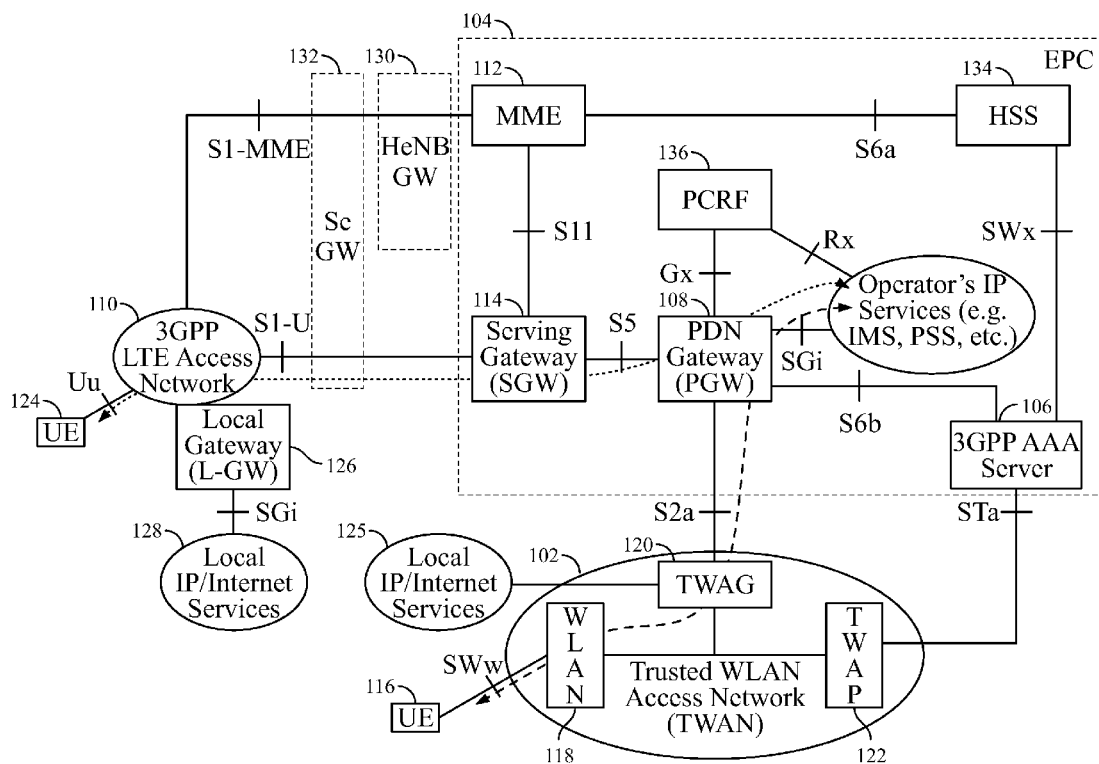 104
132
130
112
134
EPC
MME
HSS
S1-MME
HeNB
GW
S6a
136
PCRF
Sc
GW
S11
Rx
SWx
Gx
110
114
108
Operator's IP
Services (e.g.
IMS, PSS, etc.)
3GPP
LTE Access
Network
S1-U
Serving
Gateway
(SGW)
S5
PDN
Gateway
(PGW)
SGi
Uu
124
UE
S6b
106
3GPP AAA
Server
Local
Gateway
(L-GW)
126
SGi
S2a
STa
128
125
102
120
Local
IP/Internet
Services
Local
IP/Internet
Services
TWAG
WLAN
TWAP
SWw
Trusted WLAN
Access Network
(TWAN)
116
UE
118
122